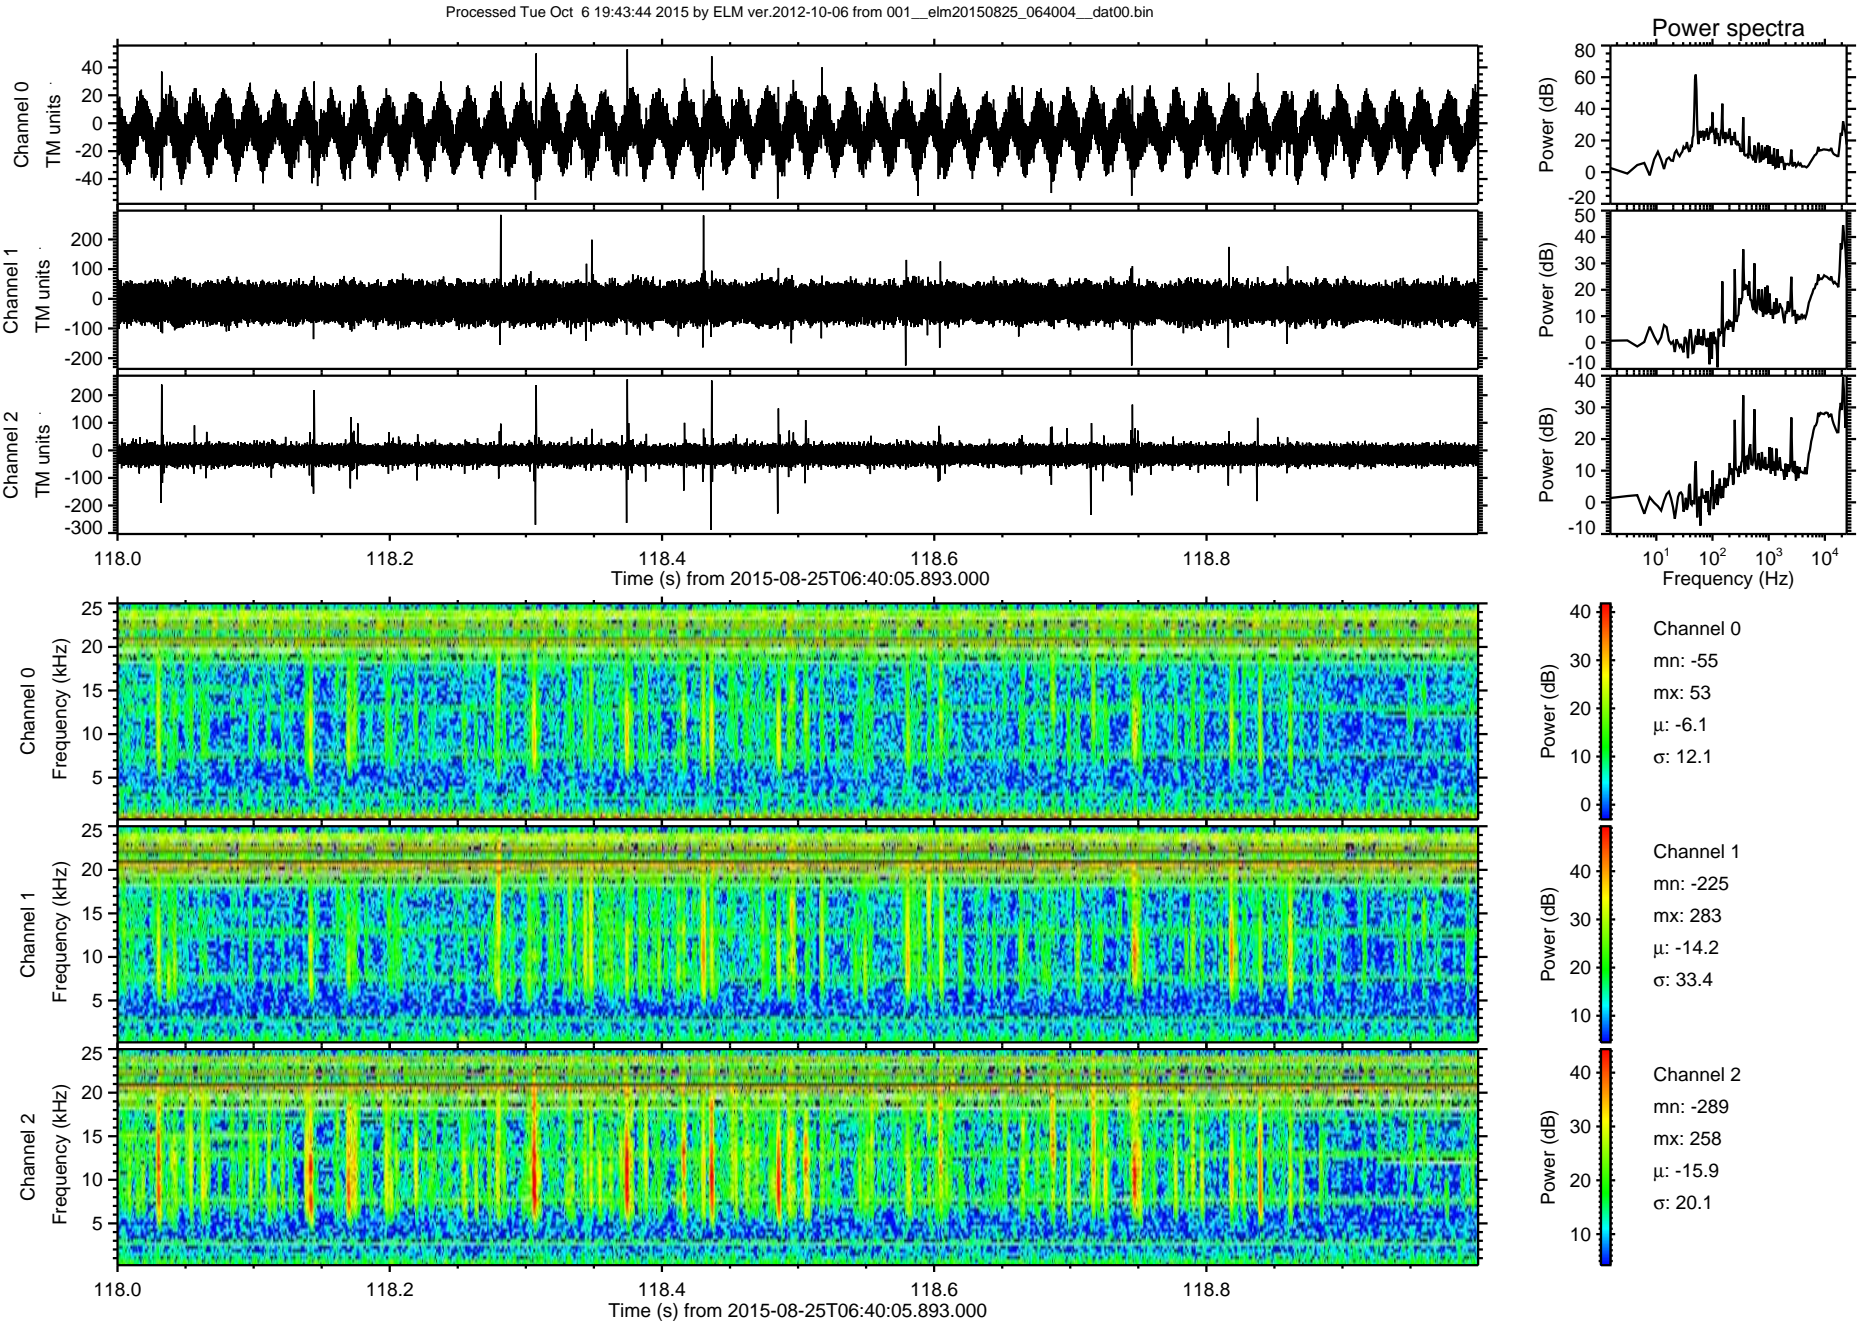 Processed Tue Oct  6 19:43:44 2015 by ELM ver.2012-10-06 from 001__elm20150825_064004__dat00.bin
Power spectra
Channel 0
TM units
40
20
0
-20
-40
Power (dB)
80
60
40
20
0
-20
Channel 1
TM units
200
100
0
-100
-200
Power (dB)
50
40
30
20
10
0
-10
Channel 2
TM units
200
100
0
-100
-200
-300
Power (dB)
40
30
20
10
0
-10
118.0 118.2 118.4 118.6 118.8
Time (s) from 2015-08-25T06:40:05.893.000
10^1 10^2 10^3 10^4
Frequency (Hz)
Channel 0
Frequency (kHz)
25
20
15
10
5
Power (dB)
40
30
20
10
0
Channel 0
mn: -55
mx: 53
μ: -6.1
σ: 12.1
Channel 1
Frequency (kHz)
25
20
15
10
5
Power (dB)
40
30
20
10
Channel 1
mn: -225
mx: 283
μ: -14.2
σ: 33.4
Channel 2
Frequency (kHz)
25
20
15
10
5
Power (dB)
40
30
20
10
Channel 2
mn: -289
mx: 258
μ: -15.9
σ: 20.1
118.0 118.2 118.4 118.6 118.8
Time (s) from 2015-08-25T06:40:05.893.000